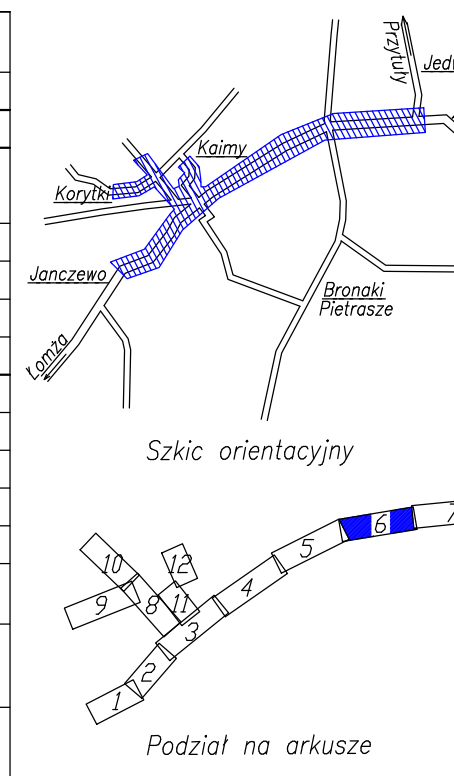 Przytuły
Jedw
Kaimy
Korytki
Janczewo
Bronaki
Pietrasze
Łomża
Szkic orientacyjny
10
12
9
8
11
7
6
5
4
3
2
1
Podział na arkusze